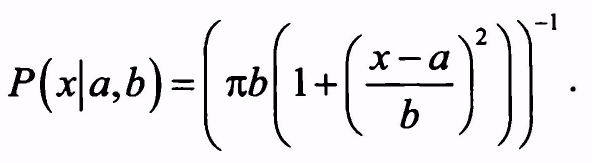 P(x|a,b) = (πb(1+((x−a)/b)²))⁻¹.